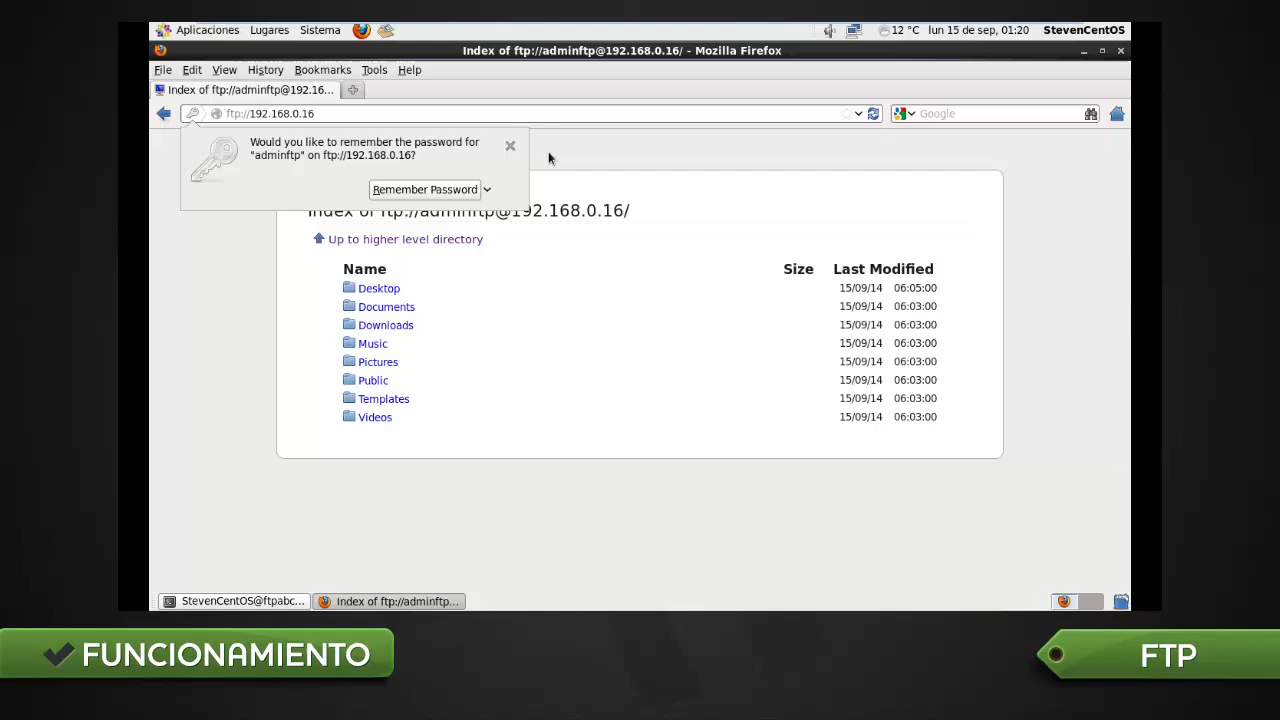 Aplicaciones Lugares Sistema 12 °C lun 15 de sep, 01:20 StevenCentOS
Index of ftp://adminftp@192.168.0.16/ - Mozilla Firefox
File Edit View History Bookmarks Tools Help
Index of ftp://adminftp@192.16...
ftp://192.168.0.16 Google
Would you like to remember the password for
"adminftp" on ftp://192.168.0.16?
Remember Password
Index of ftp://adminftp@192.168.0.16/
Up to higher level directory
Name Size Last Modified
Desktop 15/09/14 06:05:00
Documents 15/09/14 06:03:00
Downloads 15/09/14 06:03:00
Music 15/09/14 06:03:00
Pictures 15/09/14 06:03:00
Public 15/09/14 06:03:00
Templates 15/09/14 06:03:00
Videos 15/09/14 06:03:00
StevenCentOS@ftpabc... Index of ftp://adminftp...
FUNCIONAMIENTO FTP